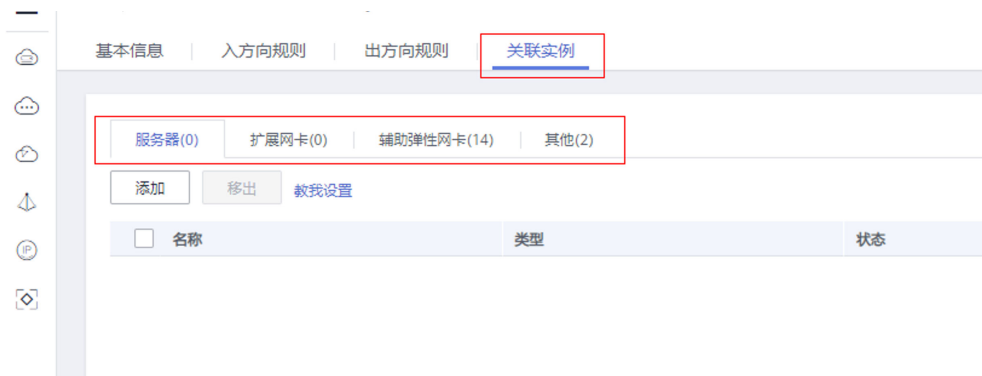 基本信息 入方向规则 出方向规则 关联实例
服务器(0) 扩展网卡(0) 辅助弹性网卡(14) 其他(2)
添加 移出 教我设置
名称 类型 状态
IP